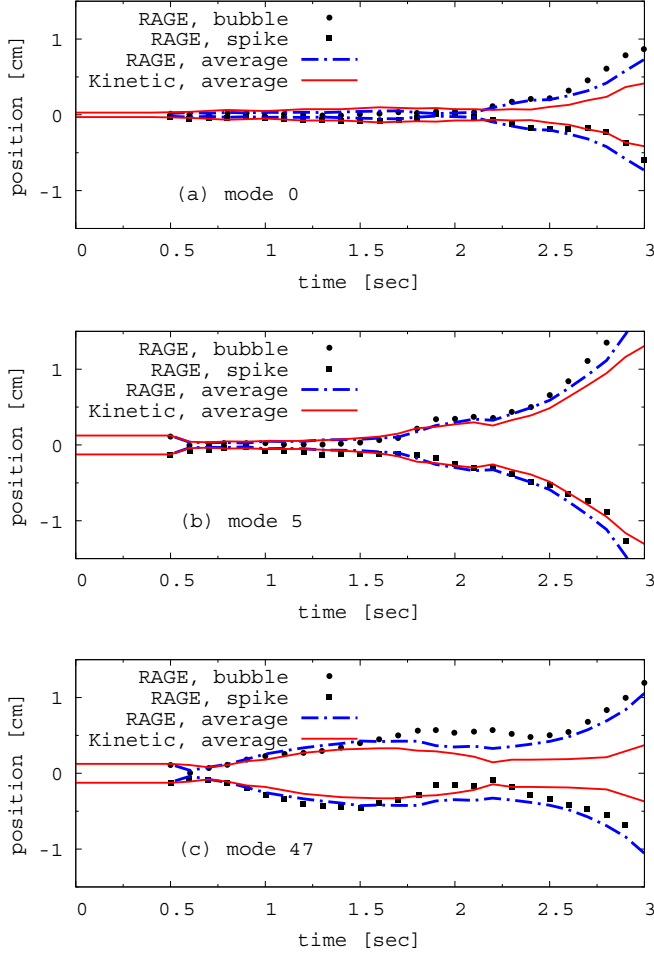 RAGE, bubble
RAGE, spike
RAGE, average
Kinetic, average
position [cm]
1
0
-1
(a) mode 0
0 0.5 1 1.5 2 2.5 3
time [sec]
RAGE, bubble
RAGE, spike
RAGE, average
Kinetic, average
position [cm]
1
0
-1
(b) mode 5
0 0.5 1 1.5 2 2.5 3
time [sec]
RAGE, bubble
RAGE, spike
RAGE, average
Kinetic, average
position [cm]
1
0
-1
(c) mode 47
0 0.5 1 1.5 2 2.5 3
time [sec]